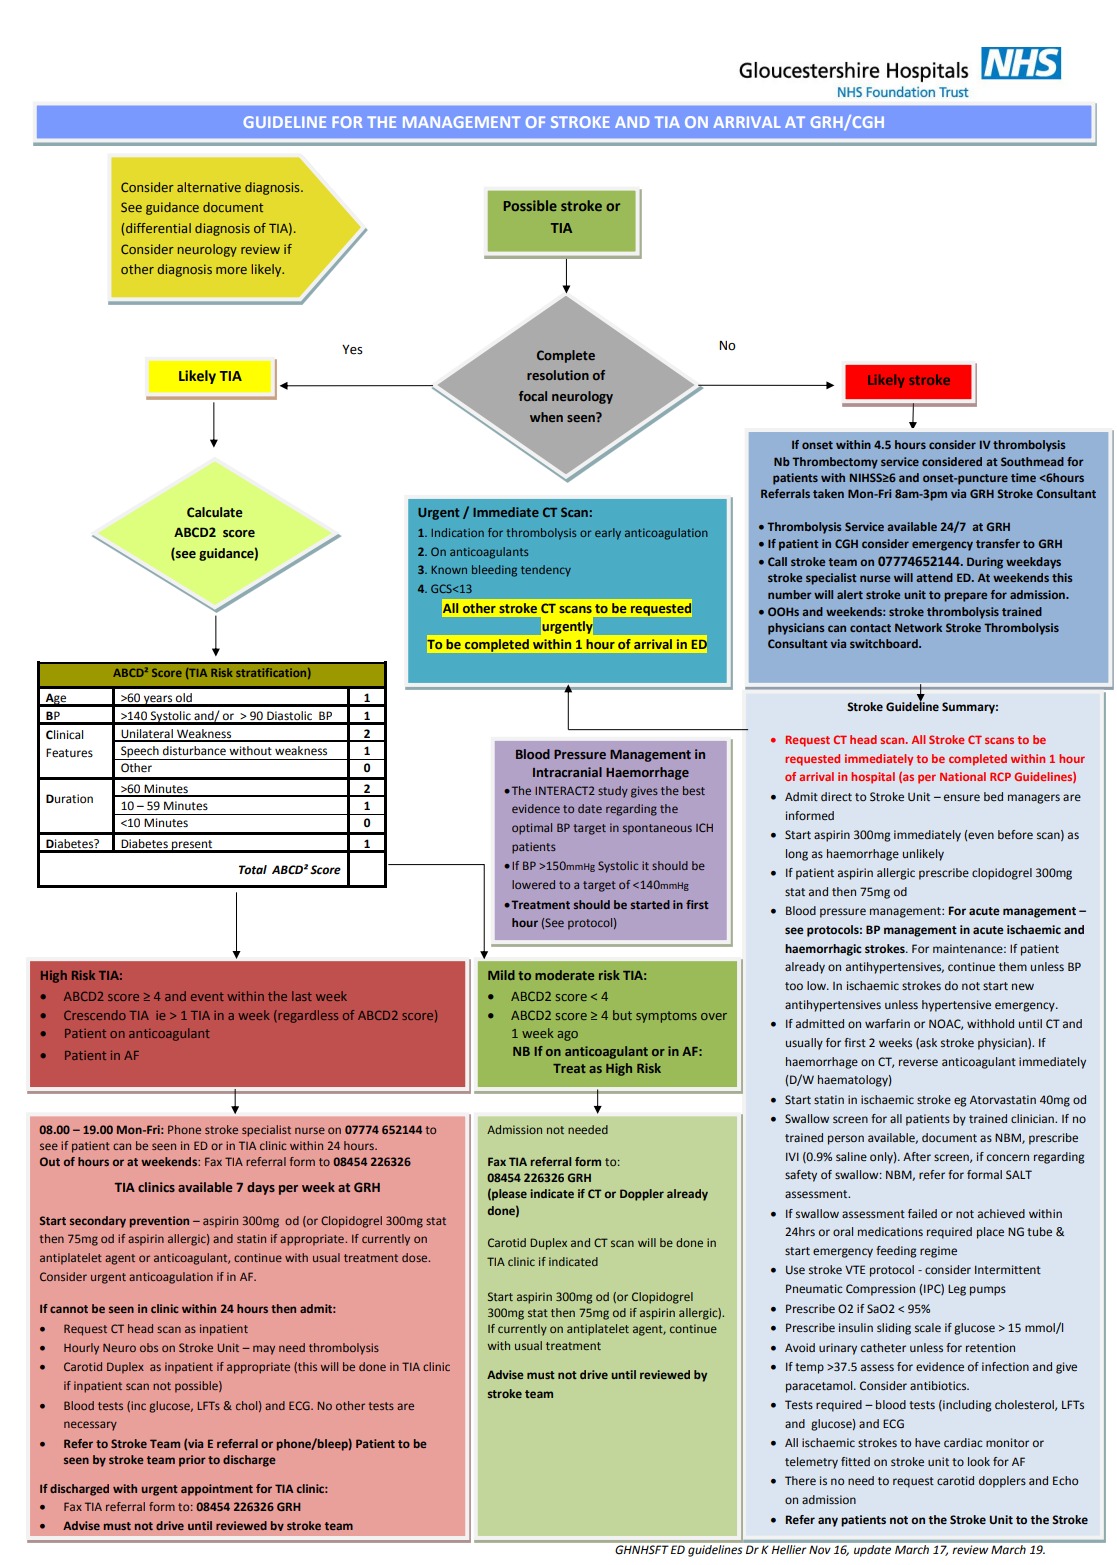 Gloucestershire Hospitals NHS
NHS Foundation Trust
GUIDELINE FOR THE MANAGEMENT OF STROKE AND TIA ON ARRIVAL AT GRH/CGH
Consider alternative diagnosis.
See guidance document
(differential diagnosis of TIA).
Consider neurology review if
other diagnosis more likely.
Possible stroke or
TIA
Complete
resolution of
focal neurology
when seen?
Yes
No
Likely TIA
Likely stroke
Calculate
ABCD2 score
(see guidance)
If onset within 4.5 hours consider IV thrombolysis
Nb Thrombectomy service considered at Southmead for
patients with NIHSS≥6 and onset-puncture time <6hours
Referrals taken Mon-Fri 8am-3pm via GRH Stroke Consultant
• Thrombolysis Service available 24/7 at GRH
• If patient in CGH consider emergency transfer to GRH
• Call stroke team on 07774652144. During weekdays
stroke specialist nurse will attend ED. At weekends this
number will alert stroke unit to prepare for admission.
• OOHs and weekends: stroke thrombolysis trained
physicians can contact Network Stroke Thrombolysis
Consultant via switchboard.
Urgent / Immediate CT Scan:
1. Indication for thrombolysis or early anticoagulation
2. On anticoagulants
3. Known bleeding tendency
4. GCS<13
All other stroke CT scans to be requested
urgently
To be completed within 1 hour of arrival in ED
ABCD² Score (TIA Risk stratification)
Age >60 years old 1
BP >140 Systolic and/ or > 90 Diastolic BP 1
Clinical Unilateral Weakness 2
Features Speech disturbance without weakness 1
Other 0
Duration >60 Minutes 2
10 – 59 Minutes 1
<10 Minutes 0
Diabetes? Diabetes present 1
Total ABCD² Score
Blood Pressure Management in
Intracranial Haemorrhage
• The INTERACT2 study gives the best
evidence to date regarding the
optimal BP target in spontaneous ICH
patients
• If BP >150mmHg Systolic it should be
lowered to a target of <140mmHg
• Treatment should be started in first
hour (See protocol)
Stroke Guideline Summary:
• Request CT head scan. All Stroke CT scans to be
requested immediately to be completed within 1 hour
of arrival in hospital (as per National RCP Guidelines)
• Admit direct to Stroke Unit – ensure bed managers are
informed
• Start aspirin 300mg immediately (even before scan) as
long as haemorrhage unlikely
• If patient aspirin allergic prescribe clopidogrel 300mg
stat and then 75mg od
• Blood pressure management: For acute management –
see protocols: BP management in acute ischaemic and
haemorrhagic strokes. For maintenance: If patient
already on antihypertensives, continue them unless BP
too low. In ischaemic strokes do not start new
antihypertensives unless hypertensive emergency.
• If admitted on warfarin or NOAC, withhold until CT and
usually for first 2 weeks (ask stroke physician). If
haemorrhage on CT, reverse anticoagulant immediately
(D/W haematology)
• Start statin in ischaemic stroke eg Atorvastatin 40mg od
• Swallow screen for all patients by trained clinician. If no
trained person available, document as NBM, prescribe
IVI (0.9% saline only). After screen, if concern regarding
safety of swallow: NBM, refer for formal SALT
assessment.
• If swallow assessment failed or not achieved within
24hrs or oral medications required place NG tube &
start emergency feeding regime
• Use stroke VTE protocol - consider Intermittent
Pneumatic Compression (IPC) Leg pumps
• Prescribe O2 if SaO2 < 95%
• Prescribe insulin sliding scale if glucose > 15 mmol/l
• Avoid urinary catheter unless for retention
• If temp >37.5 assess for evidence of infection and give
paracetamol. Consider antibiotics.
• Tests required – blood tests (including cholesterol, LFTs
and glucose) and ECG
• All ischaemic strokes to have cardiac monitor or
telemetry fitted on stroke unit to look for AF
• There is no need to request carotid dopplers and Echo
on admission
• Refer any patients not on the Stroke Unit to the Stroke
High Risk TIA:
• ABCD2 score ≥ 4 and event within the last week
• Crescendo TIA ie > 1 TIA in a week (regardless of ABCD2 score)
• Patient on anticoagulant
• Patient in AF
Mild to moderate risk TIA:
• ABCD2 score < 4
• ABCD2 score ≥ 4 but symptoms over
1 week ago
NB If on anticoagulant or in AF:
Treat as High Risk
08.00 – 19.00 Mon-Fri: Phone stroke specialist nurse on 07774 652144 to
see if patient can be seen in ED or in TIA clinic within 24 hours.
Out of hours or at weekends: Fax TIA referral form to 08454 226326
TIA clinics available 7 days per week at GRH
Start secondary prevention – aspirin 300mg od (or Clopidogrel 300mg stat
then 75mg od if aspirin allergic) and statin if appropriate. If currently on
antiplatelet agent or anticoagulant, continue with usual treatment dose.
Consider urgent anticoagulation if in AF.
If cannot be seen in clinic within 24 hours then admit:
• Request CT head scan as inpatient
• Hourly Neuro obs on Stroke Unit – may need thrombolysis
• Carotid Duplex as inpatient if appropriate (this will be done in TIA clinic
if inpatient scan not possible)
• Blood tests (inc glucose, LFTs & chol) and ECG. No other tests are
necessary
• Refer to Stroke Team (via E referral or phone/bleep) Patient to be
seen by stroke team prior to discharge
If discharged with urgent appointment for TIA clinic:
• Fax TIA referral form to: 08454 226326 GRH
• Advise must not drive until reviewed by stroke team
Admission not needed
Fax TIA referral form to:
08454 226326 GRH
(please indicate if CT or Doppler already
done)
Carotid Duplex and CT scan will be done in
TIA clinic if indicated
Start aspirin 300mg od (or Clopidogrel
300mg stat then 75mg od if aspirin allergic).
If currently on antiplatelet agent, continue
with usual treatment
Advise must not drive until reviewed by
stroke team
GHNHSFT ED guidelines Dr K Hellier Nov 16, update March 17, review March 19.